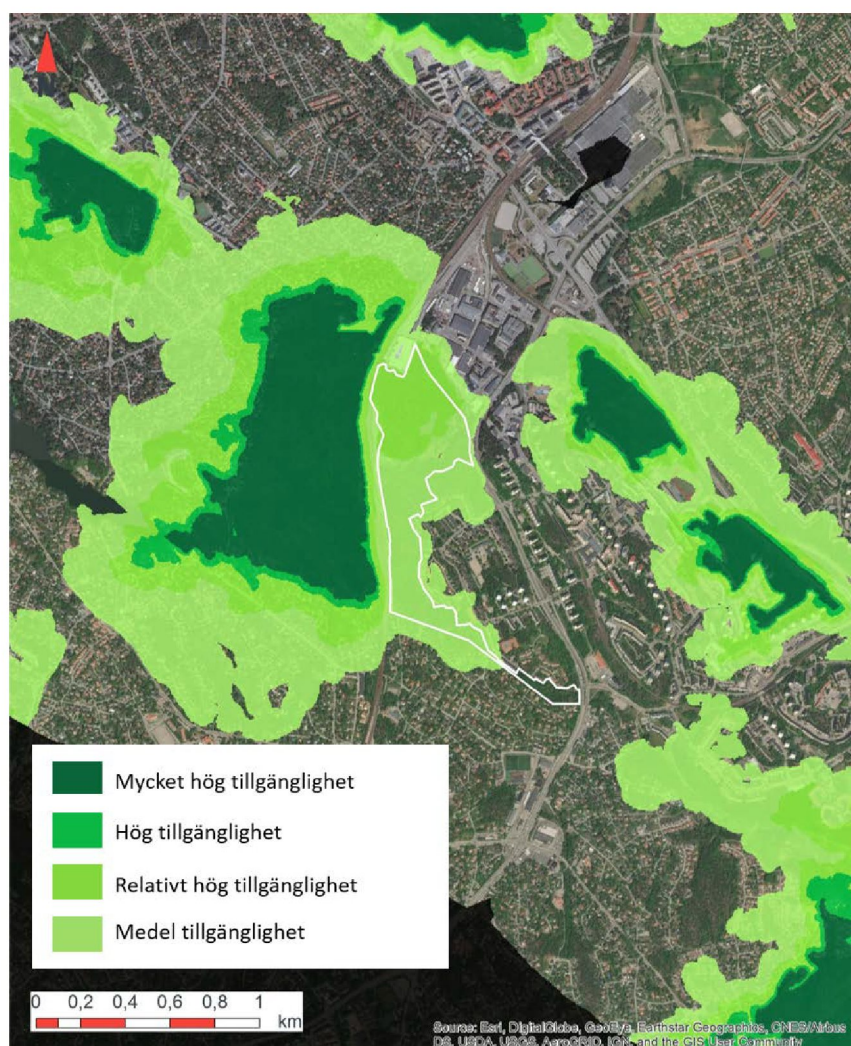 Mycket hög tillgänglighet
Hög tillgänglighet
Relativt hög tillgänglighet
Medel tillgänglighet
0 0,2 0,4 0,6 0,8 1
km
Source: Esri, DigitalGlobe, GeoEye, Earthstar Geographics, CNES/Airbus
DS, USDA, USGS, AeroGRID, IGN, and the GIS User Community